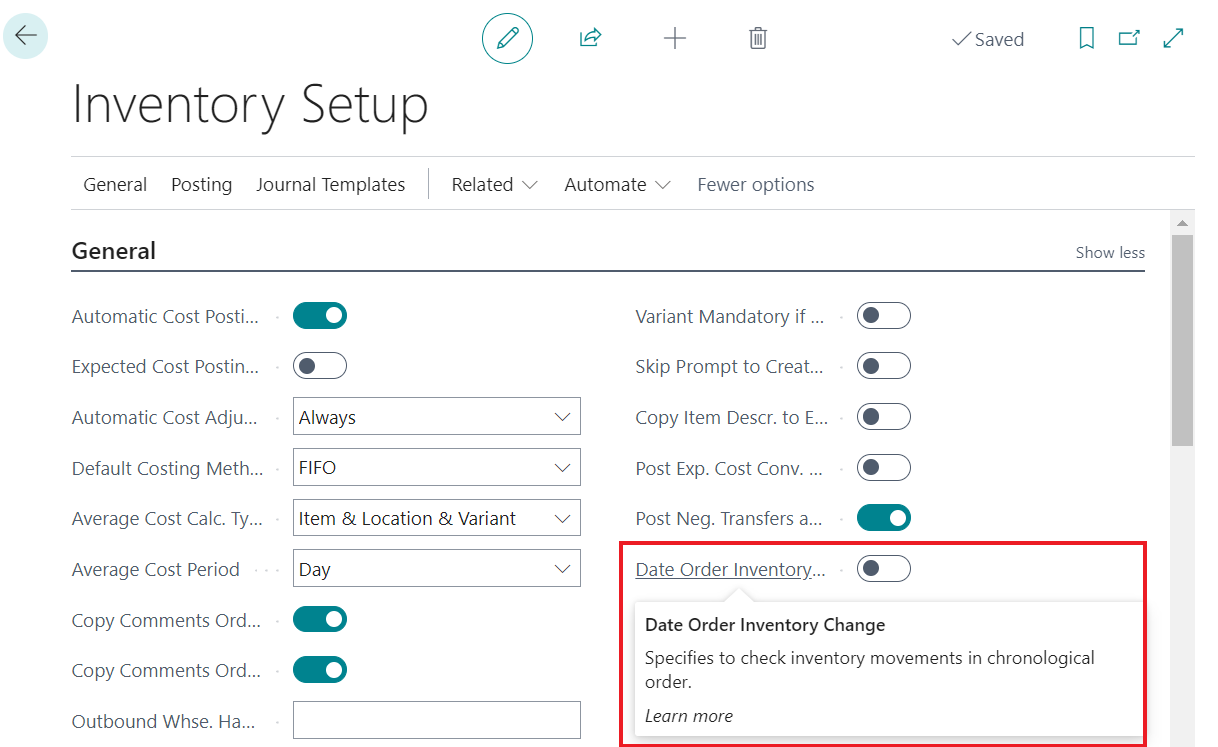 Saved
Inventory Setup
General Posting Journal Templates Related Automate Fewer options
General Show less
Automatic Cost Posti...
Expected Cost Postin...
Automatic Cost Adju... Always
Default Costing Meth... FIFO
Average Cost Calc. Ty... Item & Location & Variant
Average Cost Period Day
Copy Comments Ord...
Copy Comments Ord...
Outbound Whse. Ha...
Variant Mandatory if ...
Skip Prompt to Creat...
Copy Item Descr. to E...
Post Exp. Cost Conv. ...
Post Neg. Transfers a...
Date Order Inventory...
Date Order Inventory Change
Specifies to check inventory movements in chronological
order.
Learn more